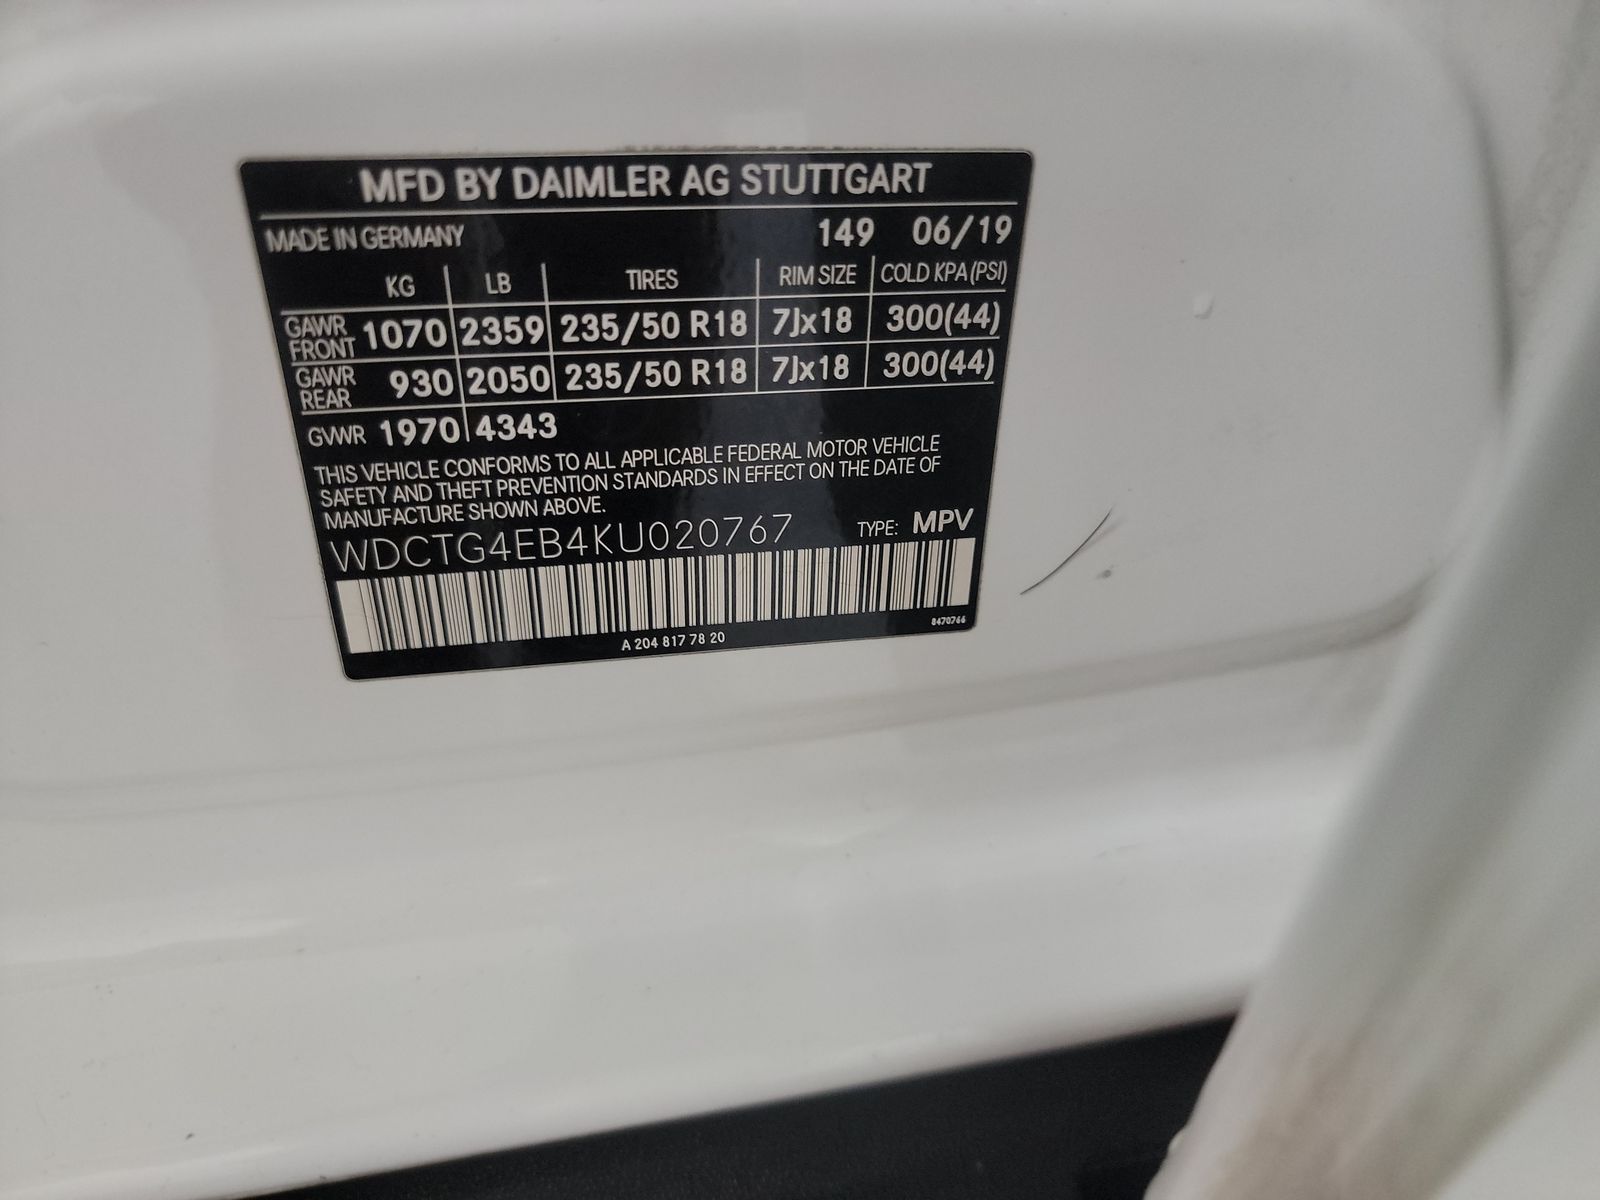 MFD BY DAIMLER AG STUTTGART
MADE IN GERMANY 149 06/19
KG LB TIRES RIM SIZE COLD KPA(PSI)
GAWR FRONT 1070 2359 235/50 R18 7Jx18 300(44)
GAWR REAR 930 2050 235/50 R18 7Jx18 300(44)
GVWR 1970 4343
THIS VEHICLE CONFORMS TO ALL APPLICABLE FEDERAL MOTOR VEHICLE
SAFETY AND THEFT PREVENTION STANDARDS IN EFFECT ON THE DATE OF
MANUFACTURE SHOWN ABOVE.
WDCTG4EB4KU020767 TYPE: MPV
A 204 817 78 20 8470766